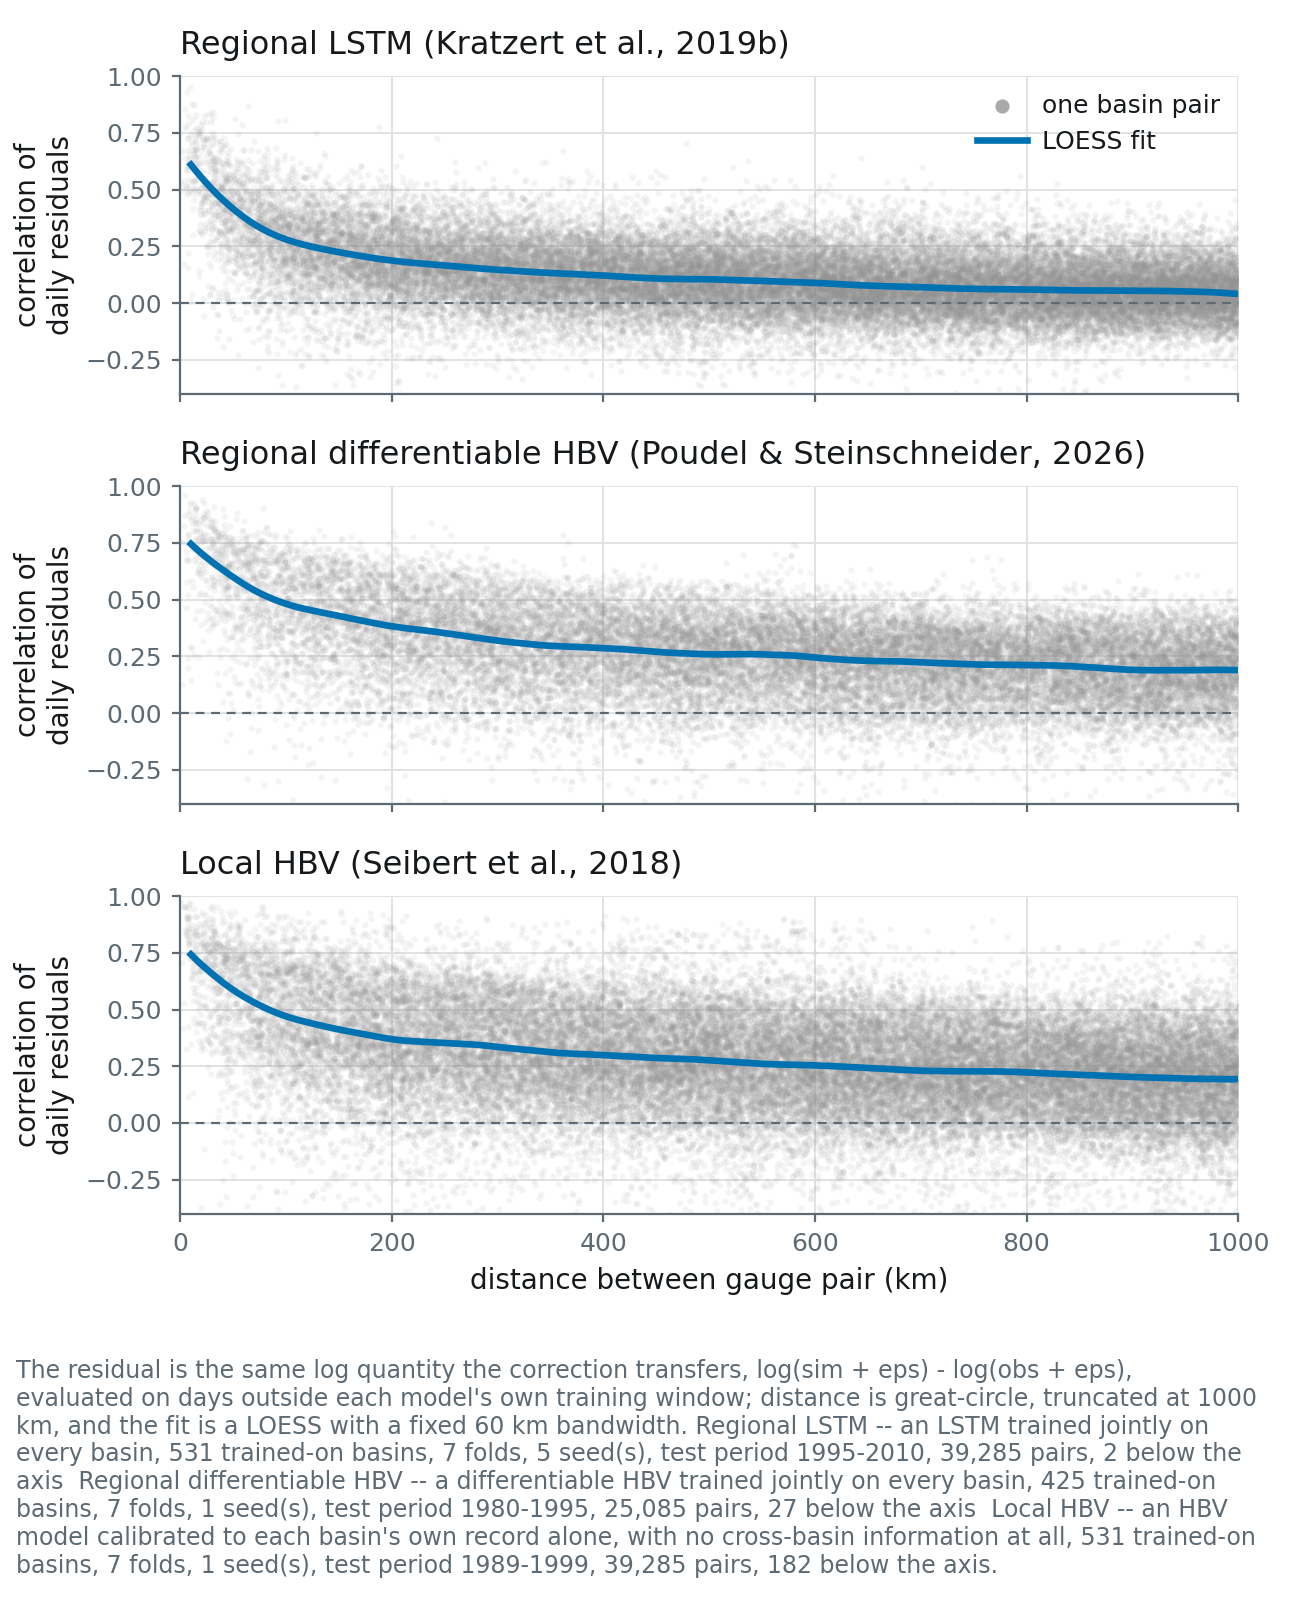 Regional LSTM (Kratzert et al., 2019b)
1.00
0.75
0.50
0.25
0.00
−0.25
correlation of
daily residuals
one basin pair
LOESS fit
Regional differentiable HBV (Poudel & Steinschneider, 2026)
1.00
0.75
0.50
0.25
0.00
−0.25
correlation of
daily residuals
Local HBV (Seibert et al., 2018)
1.00
0.75
0.50
0.25
0.00
−0.25
correlation of
daily residuals
0 200 400 600 800 1000
distance between gauge pair (km)
The residual is the same log quantity the correction transfers, log(sim + eps) - log(obs + eps),
evaluated on days outside each model's own training window; distance is great-circle, truncated at 1000
km, and the fit is a LOESS with a fixed 60 km bandwidth. Regional LSTM -- an LSTM trained jointly on
every basin, 531 trained-on basins, 7 folds, 5 seed(s), test period 1995-2010, 39,285 pairs, 2 below the
axis  Regional differentiable HBV -- a differentiable HBV trained jointly on every basin, 425 trained-on
basins, 7 folds, 1 seed(s), test period 1980-1995, 25,085 pairs, 27 below the axis  Local HBV -- an HBV
model calibrated to each basin's own record alone, with no cross-basin information at all, 531 trained-on
basins, 7 folds, 1 seed(s), test period 1989-1999, 39,285 pairs, 182 below the axis.